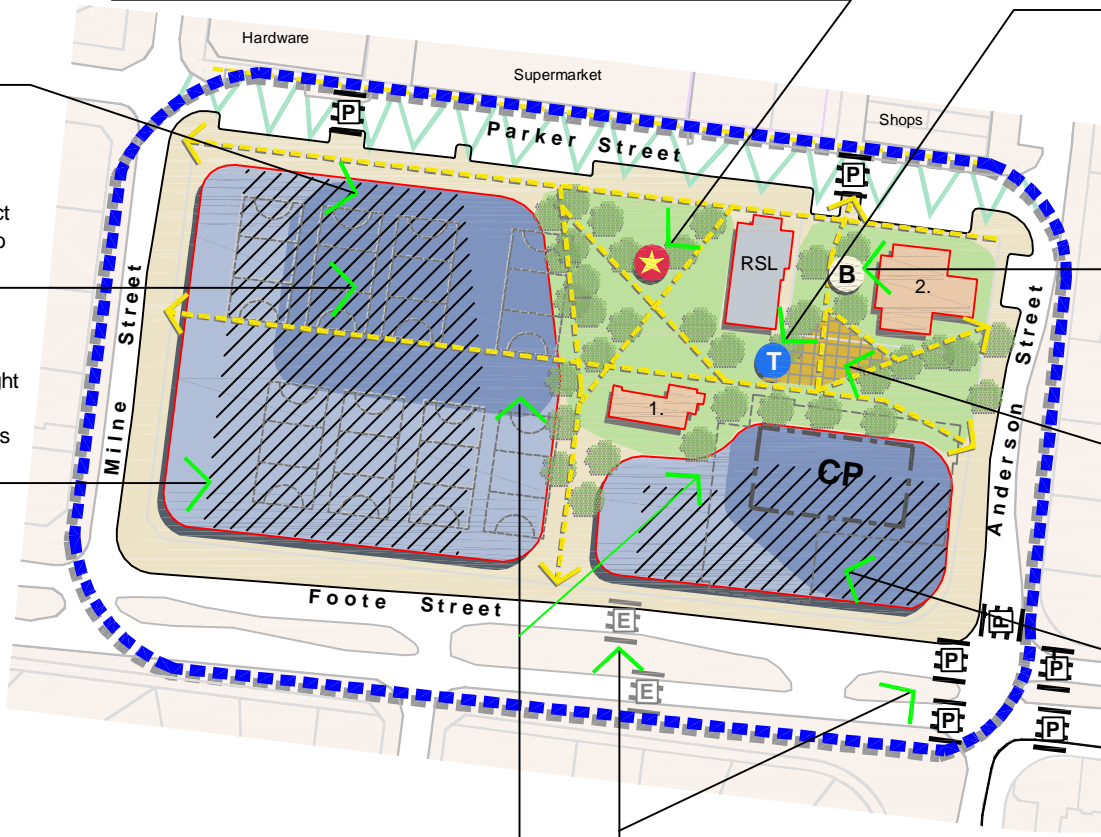 Hardware
Supermarket
P
Parker Street
Shops
P
ct
o
Milne Street
RSL
B
2.
T
Anderson Street
ght
1.
s
CP
Foote Street
E
P
P
P
E
P
P